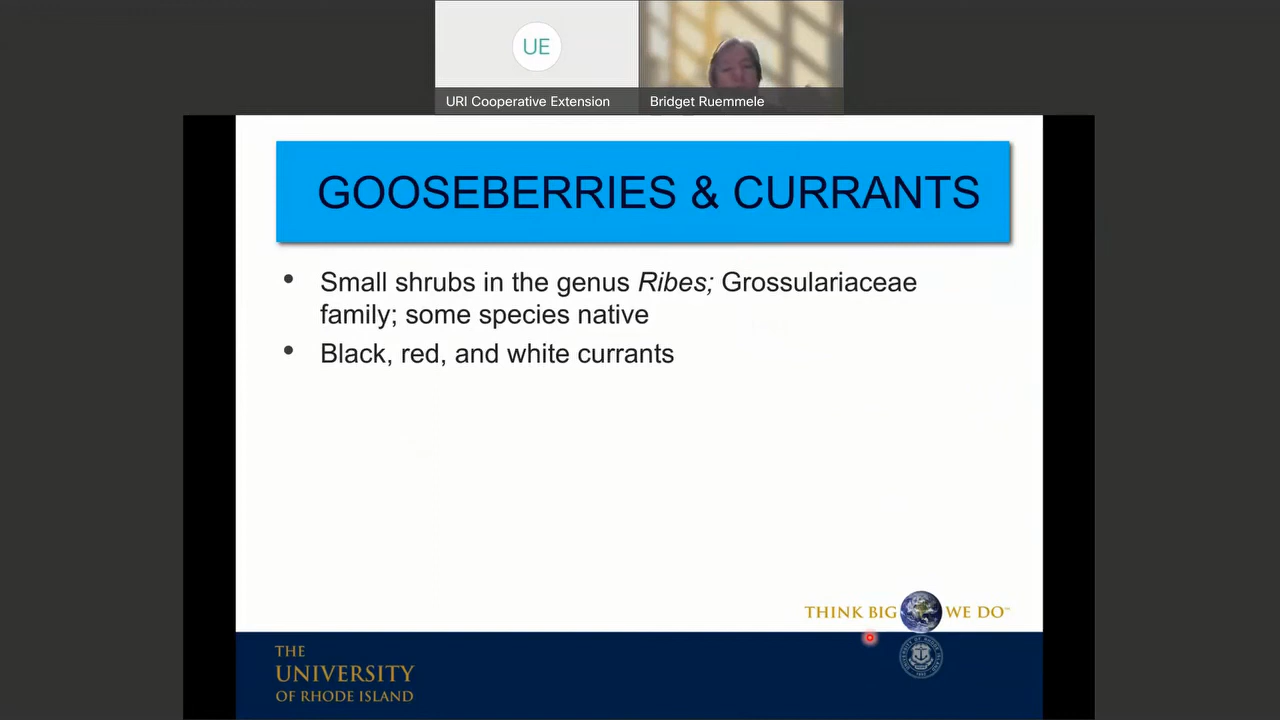 UE
URI Cooperative Extension
Bridget Ruemmele
GOOSEBERRIES & CURRANTS
• Small shrubs in the genus Ribes; Grossulariaceae
family; some species native
• Black, red, and white currants
THINK BIG WE DO™
THE
UNIVERSITY
OF RHODE ISLAND